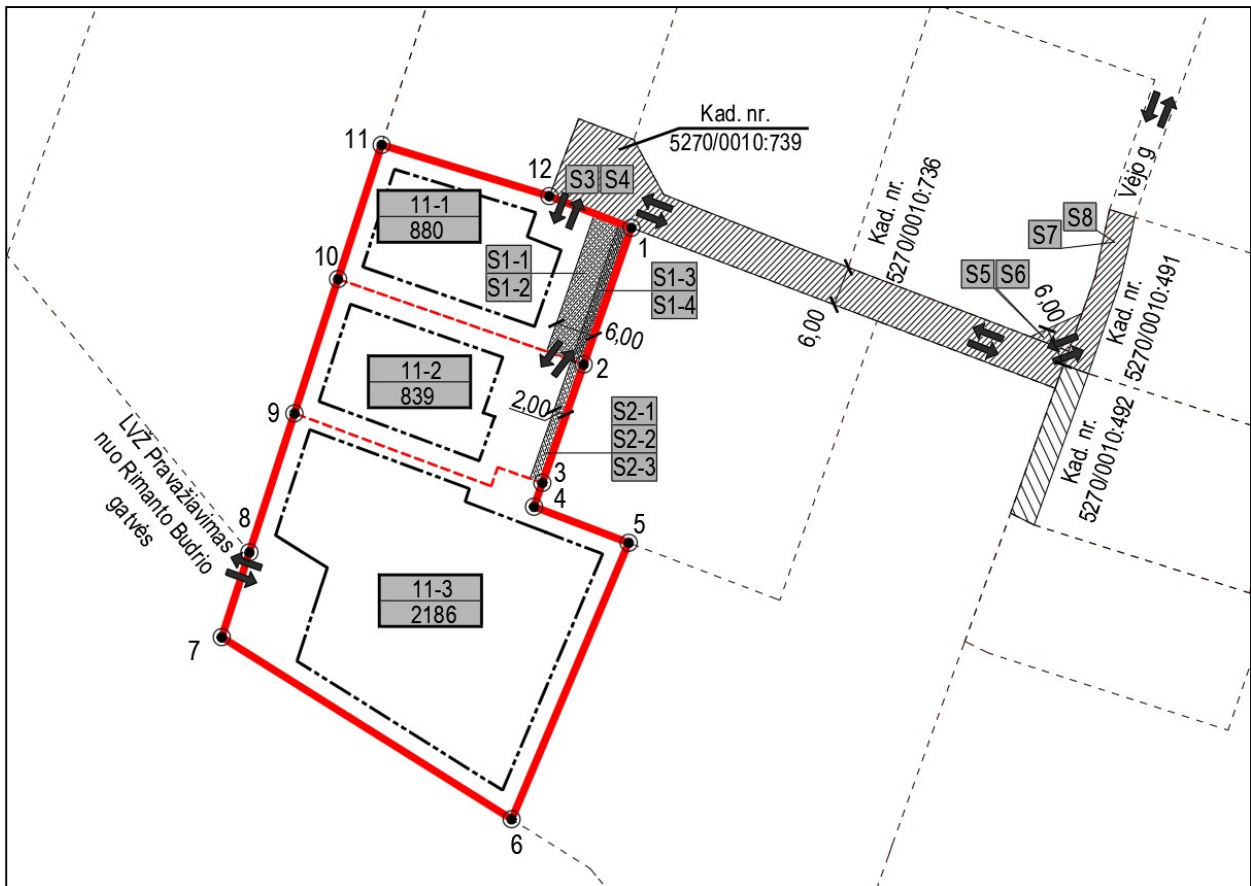 Kad. nr.
5270/0010:739
11
12
S3 S4
11-1
880
1
S1-1
S1-2
S1-3
S1-4
Kad. nr.
5270/0010:736
Vėjo g
S8
S7
S5 S6
6,00
Kad. nr.
5270/0010:491
10
6,00
6,00
2
11-2
839
2,00
S2-1
S2-2
S2-3
Kad. nr.
5270/0010:492
9
3
4
5
LVŽ Pravažiavimas
nuo Rimanto Budrio
gatvės
8
11-3
2186
7
6